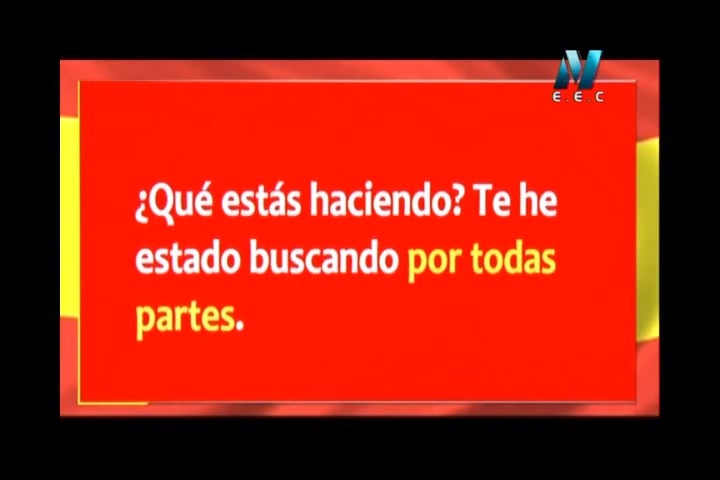 E.E.C
¿Qué estás haciendo? Te he
estado buscando por todas
partes.